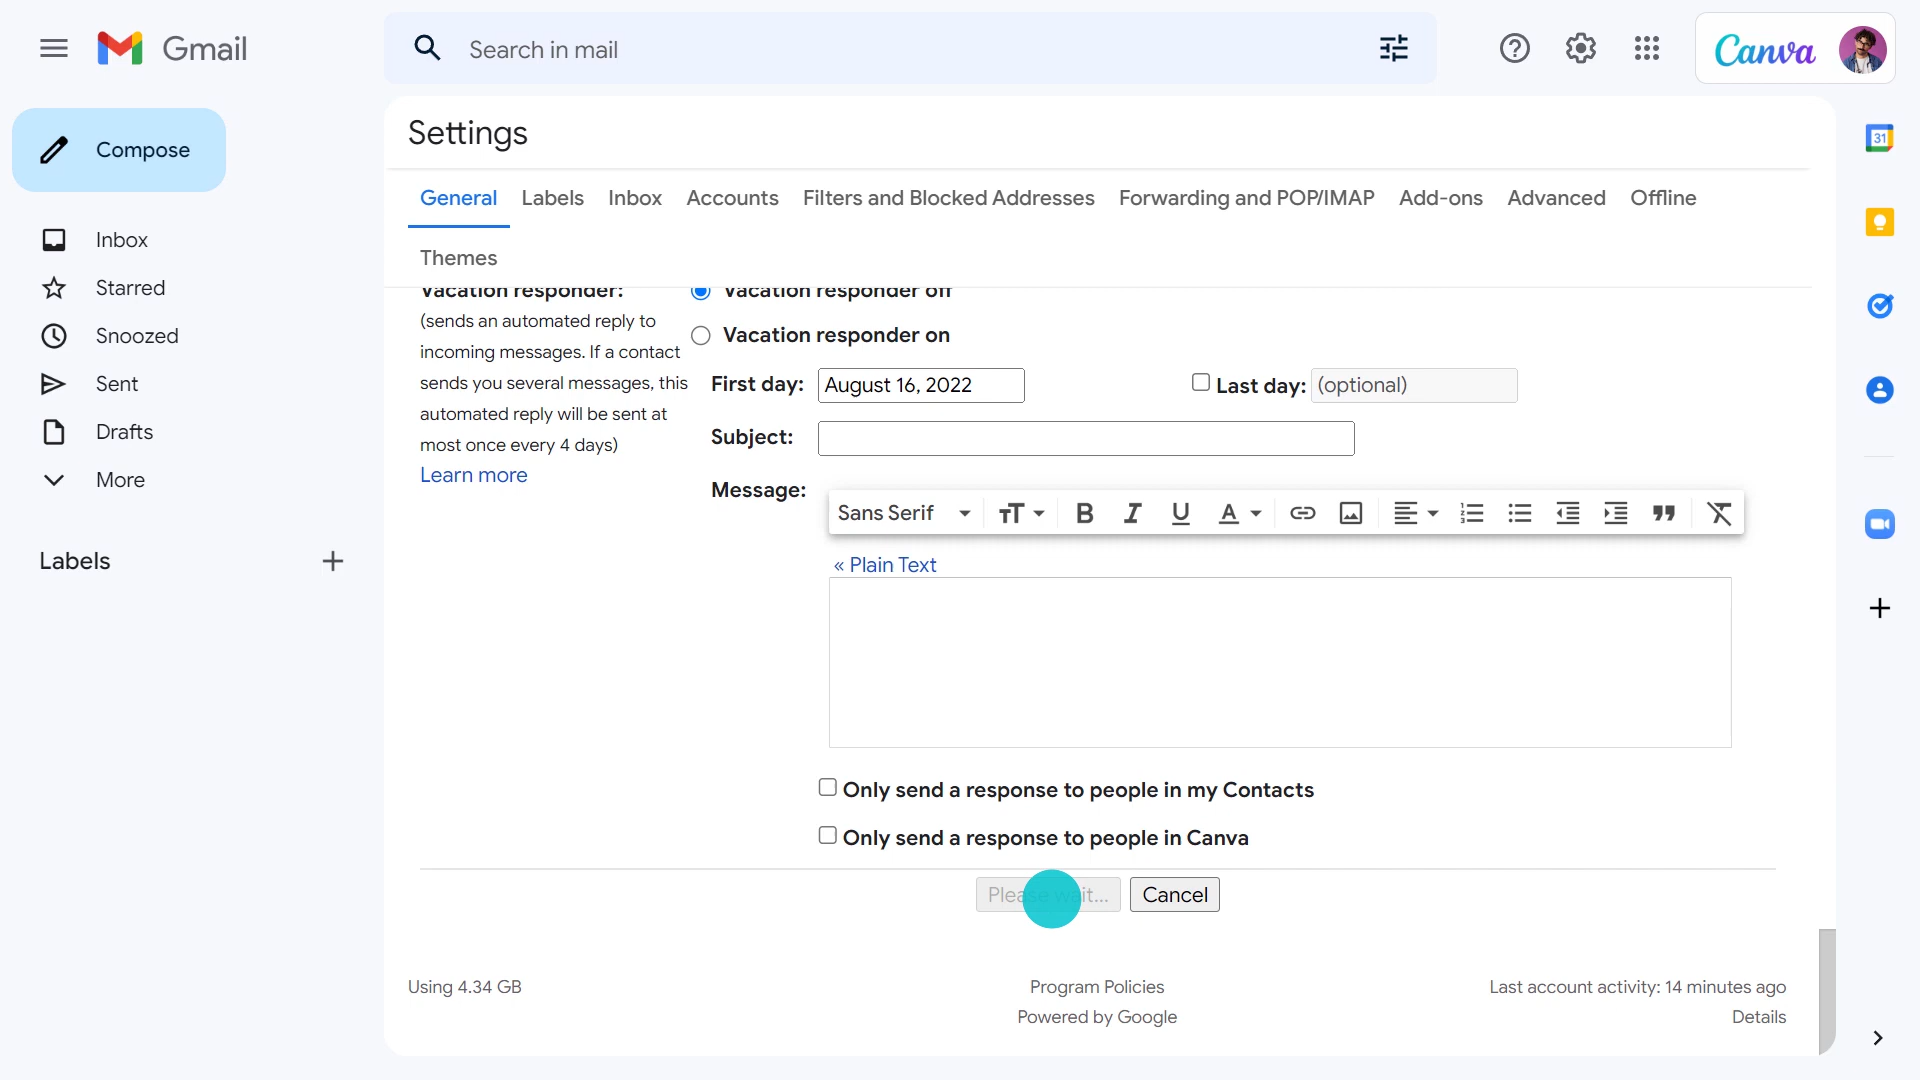 Gmail
Search in mail
Canva
Compose
Inbox
Starred
Snoozed
Sent
Drafts
More
Labels
Settings
General Labels Inbox Accounts Filters and Blocked Addresses Forwarding and POP/IMAP Add-ons Advanced Offline
Themes
Vacation responder:
(sends an automated reply to
incoming messages. If a contact
sends you several messages, this
automated reply will be sent at
most once every 4 days)
Learn more
Vacation responder off
Vacation responder on
First day: August 16, 2022 Last day: (optional)
Subject:
Message:
Sans Serif
« Plain Text
Only send a response to people in my Contacts
Only send a response to people in Canva
Please wait... Cancel
Using 4.34 GB
Program Policies
Powered by Google
Last account activity: 14 minutes ago
Details
31